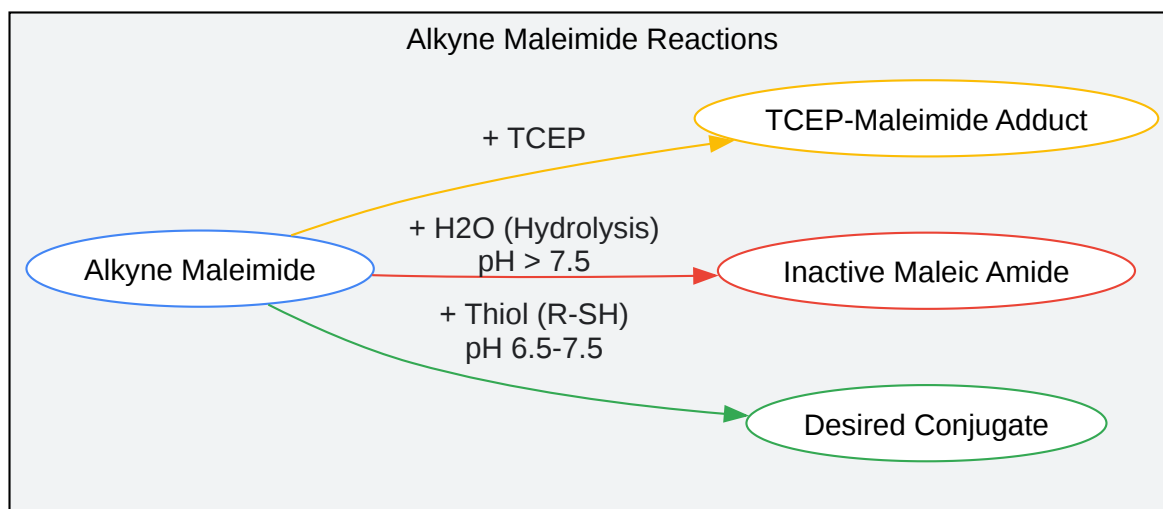 Alkyne Maleimide Reactions
TCEP-Maleimide Adduct
+ TCEP
+ H2O (Hydrolysis)
pH > 7.5
Alkyne Maleimide
Inactive Maleic Amide
+ Thiol (R-SH)
pH 6.5-7.5
Desired Conjugate